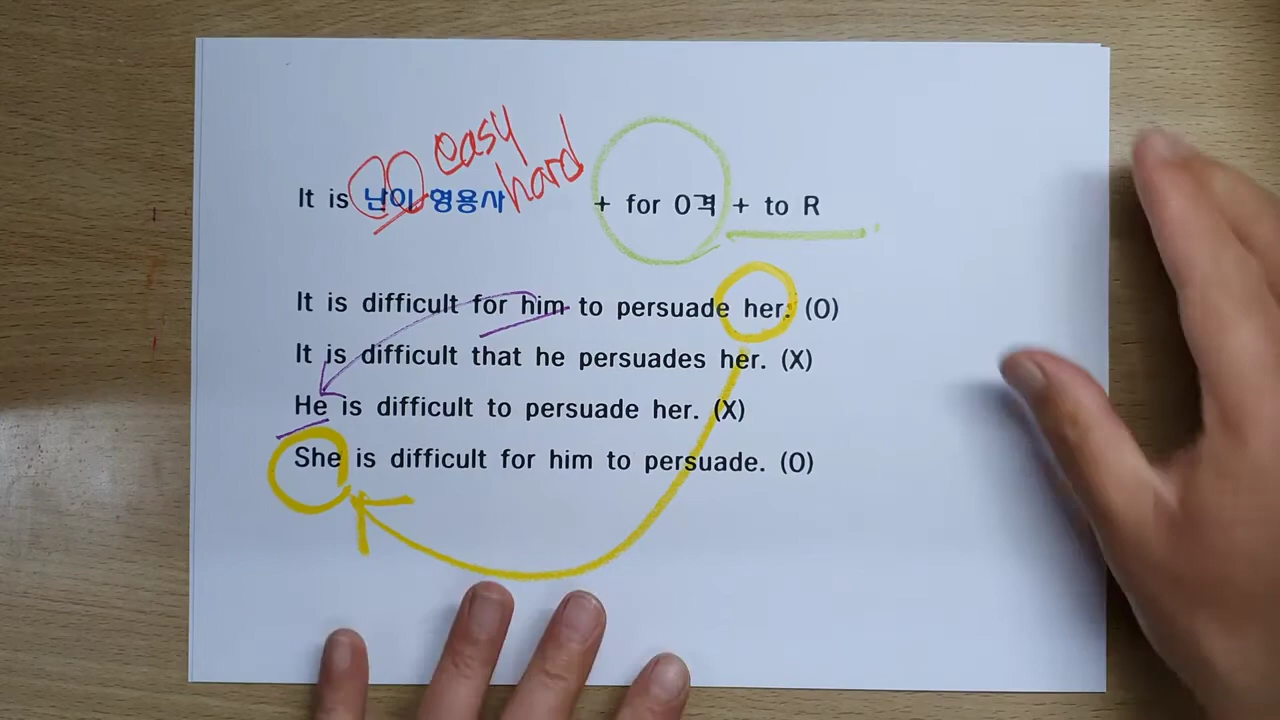 easy
hard
It is 난이 형용사 + for O격 + to R
It is difficult for him to persuade her. (O)
It is difficult that he persuades her. (X)
He is difficult to persuade her. (X)
She is difficult for him to persuade. (O)